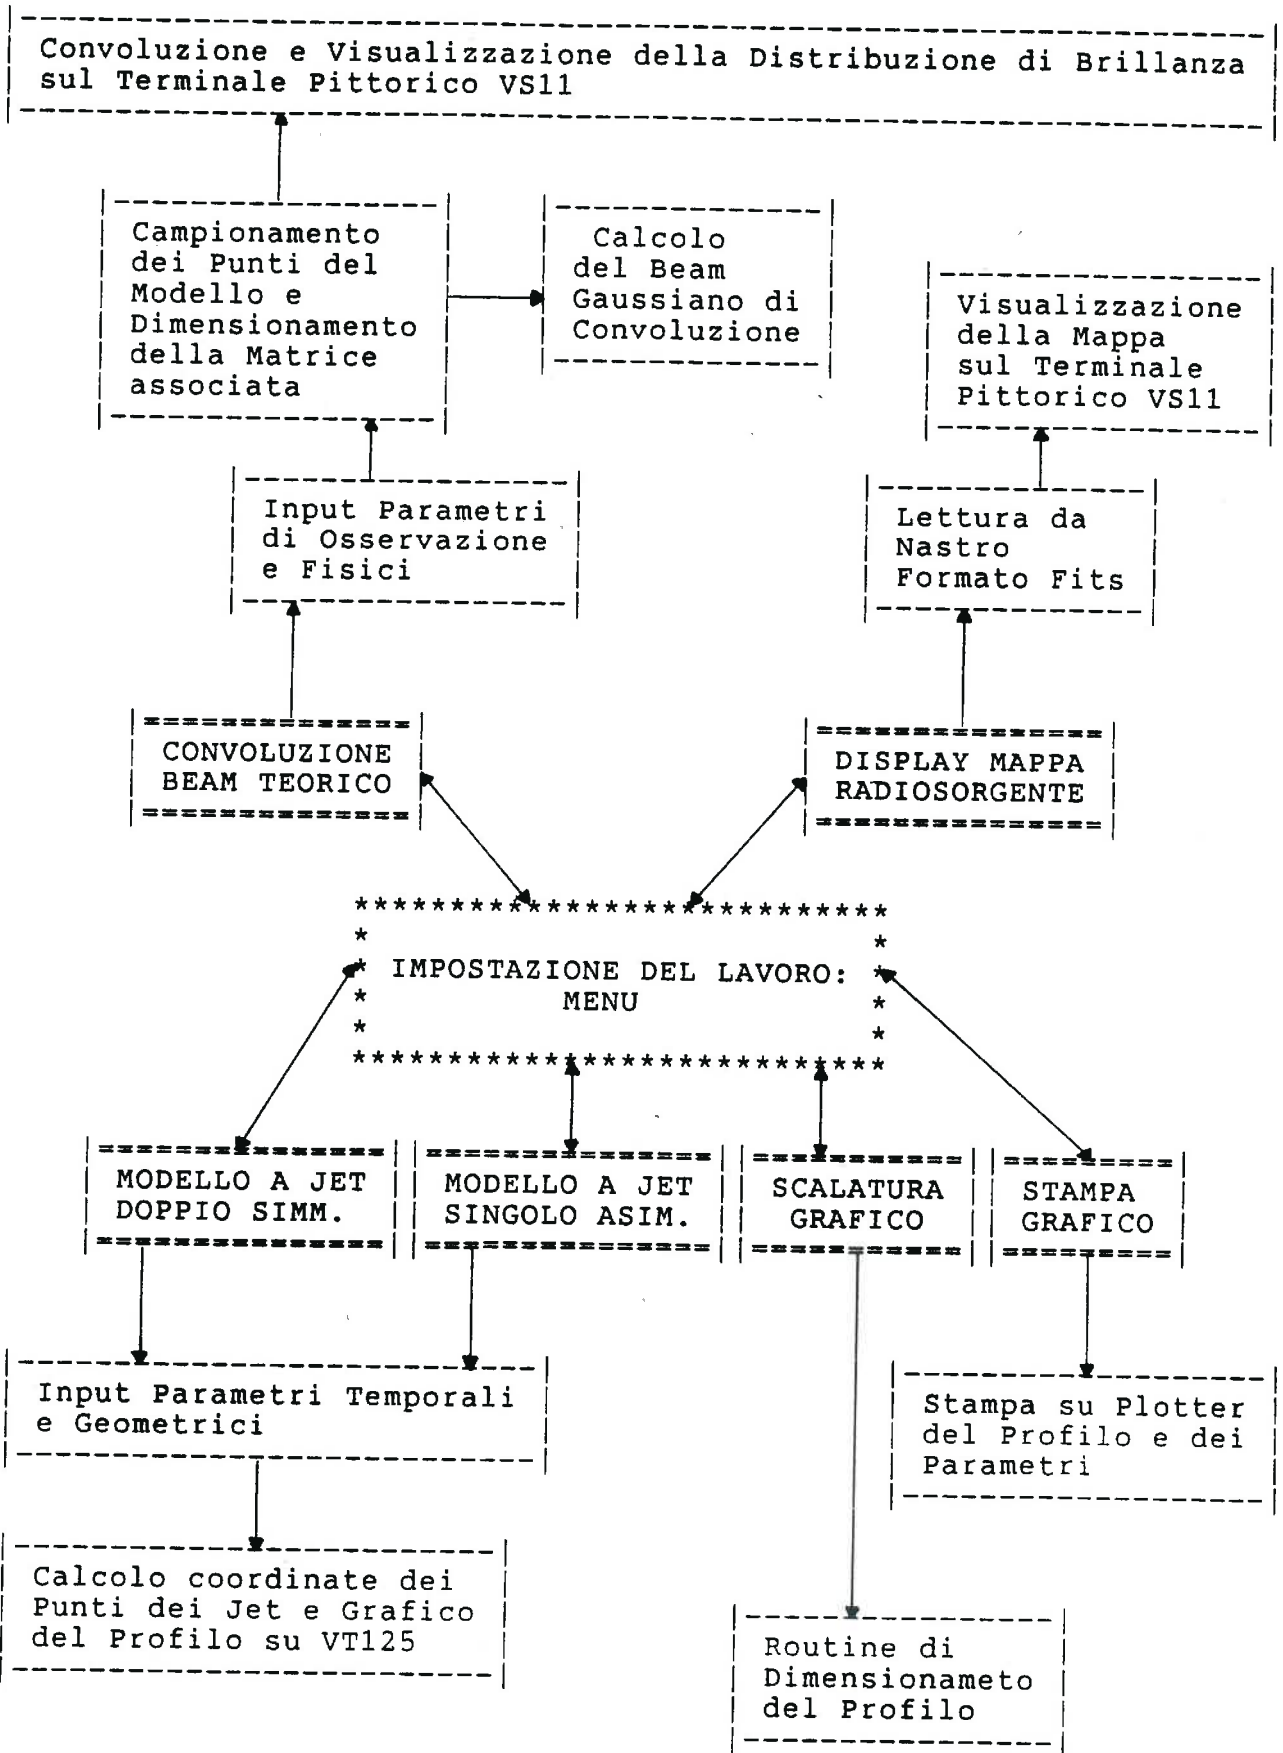 Convoluzione e Visualizzazione della Distribuzione di Brillanza
sul Terminale Pittorico VS11
Campionamento
dei Punti del
Modello e
Dimensionamento
della Matrice
associata
Calcolo
del Beam
Gaussiano di
Convoluzione
Visualizzazione
della Mappa
sul Terminale
Pittorico VS11
Input Parametri
di Osservazione
e Fisici
Lettura da
Nastro
Formato Fits
CONVOLUZIONE
BEAM TEORICO
DISPLAY MAPPA
RADIOSORGENTE
IMPOSTAZIONE DEL LAVORO:
MENU
MODELLO A JET
DOPPIO SIMM.
MODELLO A JET
SINGOLO ASIM.
SCALATURA
GRAFICO
STAMPA
GRAFICO
Input Parametri Temporali
e Geometrici
Stampa su Plotter
del Profilo e dei
Parametri
Calcolo coordinate dei
Punti dei Jet e Grafico
del Profilo su VT125
Routine di
Dimensionameto
del Profilo